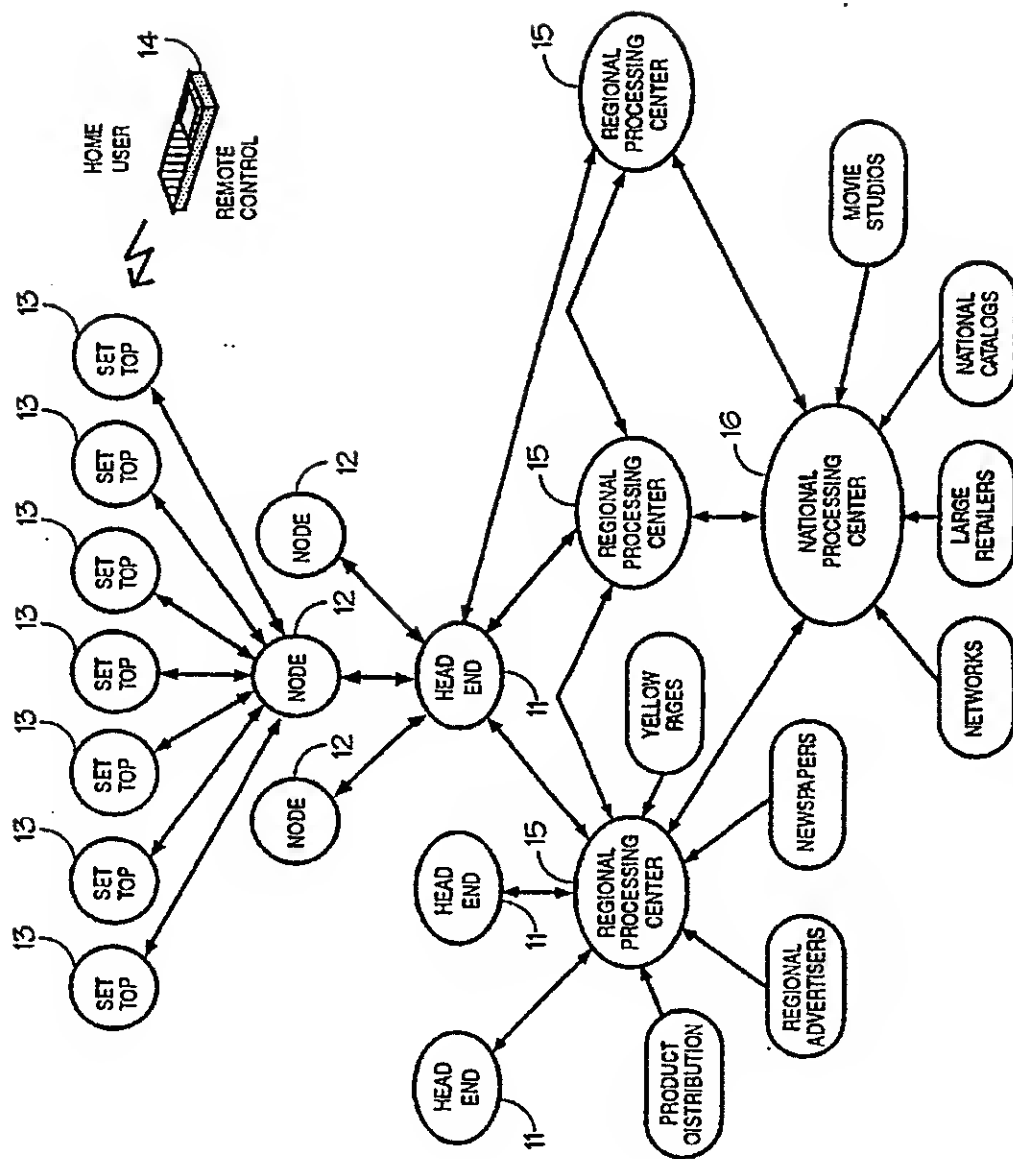 HOME
USER
14
REMOTE
CONTROL
13
SET
TOP
13
SET
TOP
13
SET
TOP
13
SET
TOP
13
SET
TOP
13
SET
TOP
13
SET
TOP
12
NODE
12
NODE
12
NODE
HEAD
END
11
HEAD
END
11
HEAD
END
11
15
REGIONAL
PROCESSING
CENTER
15
REGIONAL
PROCESSING
CENTER
15
REGIONAL
PROCESSING
CENTER
YELLOW
PAGES
NEWSPAPERS
REGIONAL
ADVERTISERS
PRODUCT
DISTRIBUTION
16
NATIONAL
PROCESSING
CENTER
NETWORKS
LARGE
RETAILERS
NATIONAL
CATALOGS
MOVIE
STUDIOS